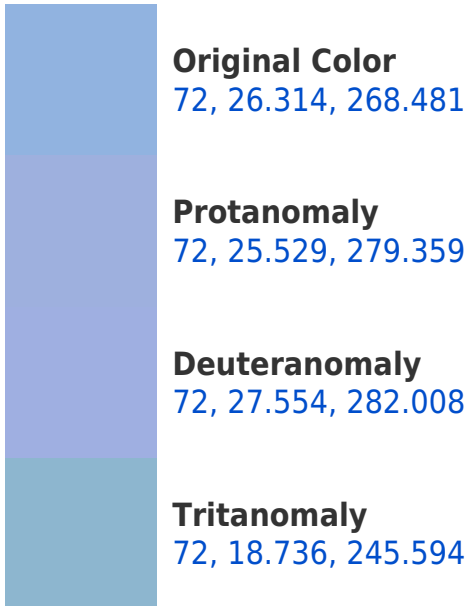 Original Color
72, 26.314, 268.481
Protanomaly
72, 25.529, 279.359
Deuteranomaly
72, 27.554, 282.008
Tritanomaly
72, 18.736, 245.594